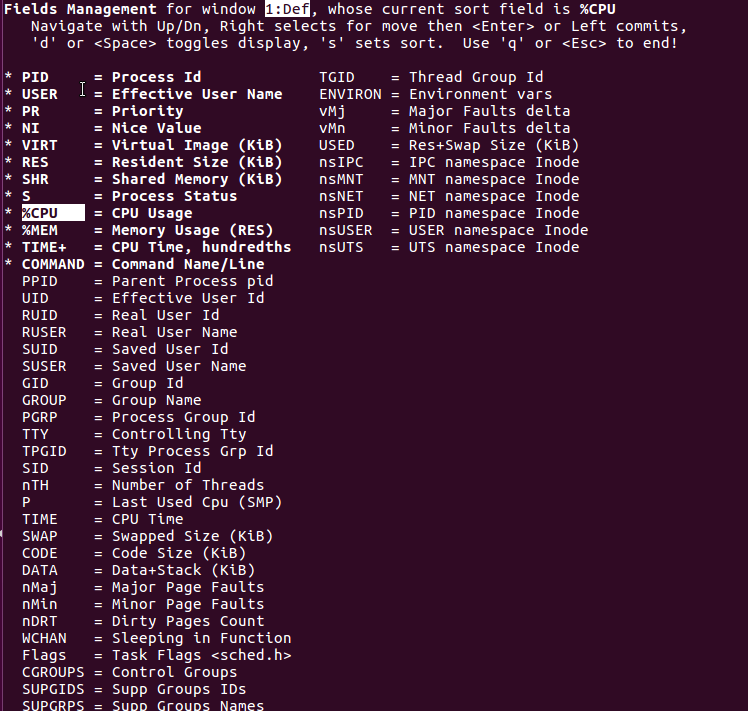 Fields Management for window 1:Def, whose current sort field is %CPU
Navigate with Up/Dn, Right selects for move then <Enter> or Left commits,
'd' or <Space> toggles display, 's' sets sort.  Use 'q' or <Esc> to end!
* PID     = Process Id             TGID    = Thread Group Id
* USER    = Effective User Name    ENVIRON = Environment vars
* PR      = Priority               vMj     = Major Faults delta
* NI      = Nice Value             vMn     = Minor Faults delta
* VIRT    = Virtual Image (KiB)    USED    = Res+Swap Size (KiB)
* RES     = Resident Size (KiB)    nsIPC   = IPC namespace Inode
* SHR     = Shared Memory (KiB)    nsMNT   = MNT namespace Inode
* S       = Process Status         nsNET   = NET namespace Inode
* %CPU    = CPU Usage              nsPID   = PID namespace Inode
* %MEM    = Memory Usage (RES)     nsUSER  = USER namespace Inode
* TIME+   = CPU Time, hundredths   nsUTS   = UTS namespace Inode
* COMMAND = Command Name/Line
PPID    = Parent Process pid
UID     = Effective User Id
RUID    = Real User Id
RUSER   = Real User Name
SUID    = Saved User Id
SUSER   = Saved User Name
GID     = Group Id
GROUP   = Group Name
PGRP    = Process Group Id
TTY     = Controlling Tty
TPGID   = Tty Process Grp Id
SID     = Session Id
nTH     = Number of Threads
P       = Last Used Cpu (SMP)
TIME    = CPU Time
SWAP    = Swapped Size (KiB)
CODE    = Code Size (KiB)
DATA    = Data+Stack (KiB)
nMaj    = Major Page Faults
nMin    = Minor Page Faults
nDRT    = Dirty Pages Count
WCHAN   = Sleeping in Function
Flags   = Task Flags <sched.h>
CGROUPS = Control Groups
SUPGIDS = Supp Groups IDs
SUPGRPS = Supp Groups Names